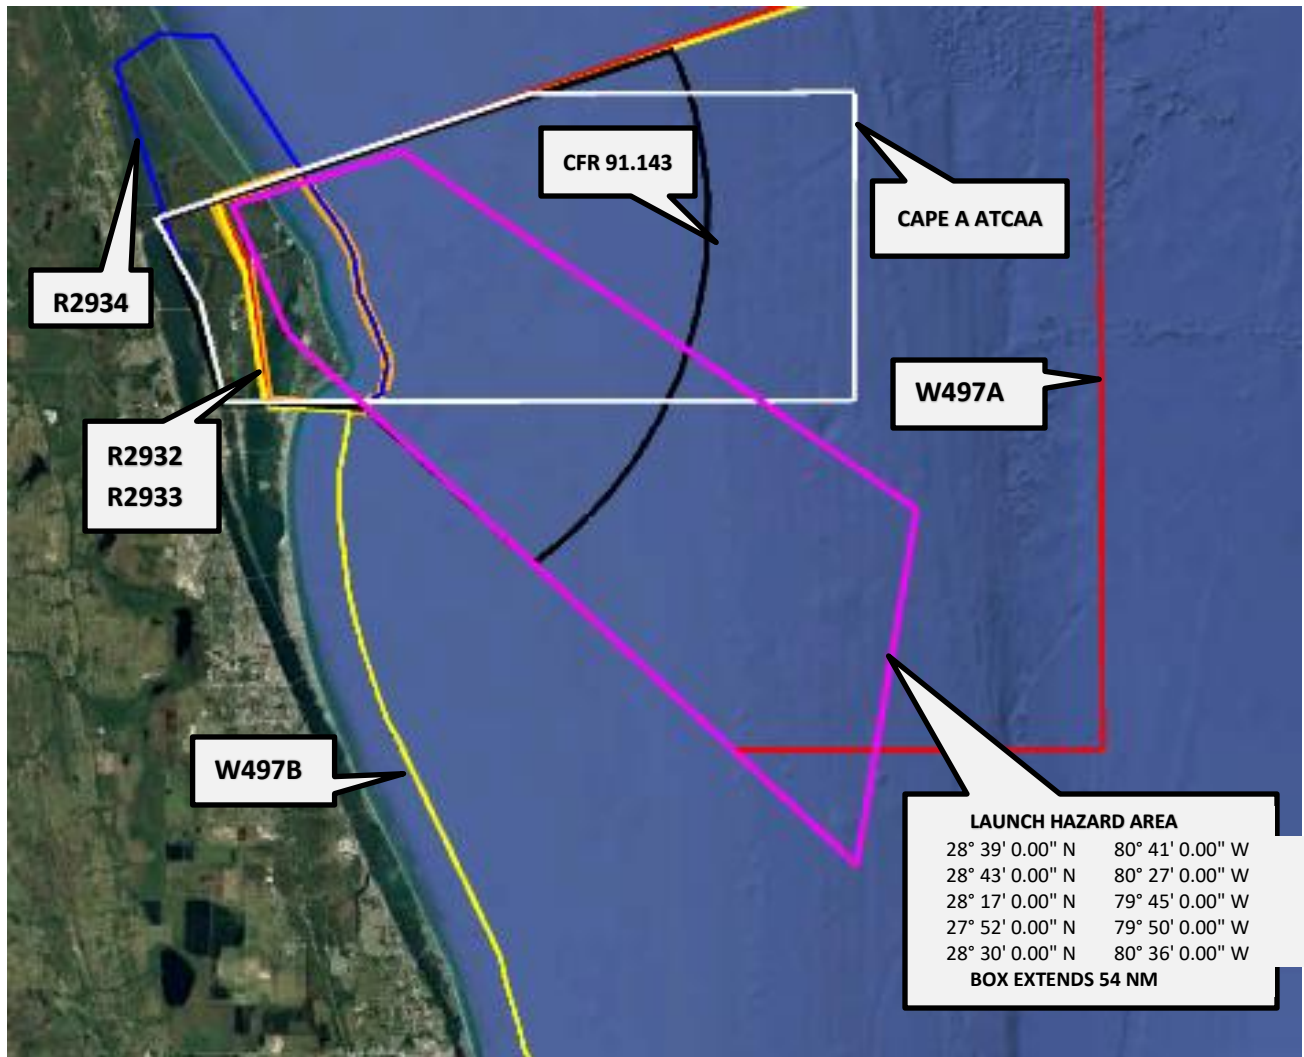 CFR 91.143
CAPE A ATCAA
R2934
W497A
R2932
R2933
W497B
LAUNCH HAZARD AREA
28° 39' 0.00" N 80° 41' 0.00" W
28° 43' 0.00" N 80° 27' 0.00" W
28° 17' 0.00" N 79° 45' 0.00" W
27° 52' 0.00" N 79° 50' 0.00" W
28° 30' 0.00" N 80° 36' 0.00" W
BOX EXTENDS 54 NM